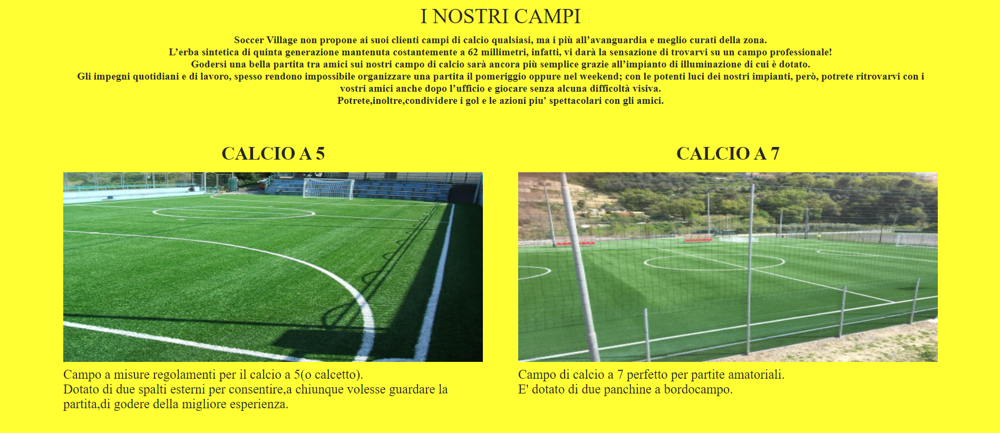 I NOSTRI CAMPI
Soccer Village non propone ai suoi clienti campi di calcio qualsiasi, ma i più all’avanguardia e meglio curati della zona.
L’erba sintetica di quinta generazione mantenuta costantemente a 62 millimetri, infatti, vi darà la sensazione di trovarvi su un campo professionale!
Godersi una bella partita tra amici sui nostri campo di calcio sarà ancora più semplice grazie all’impianto di illuminazione di cui è dotato.
Gli impegni quotidiani e di lavoro, spesso rendono impossibile organizzare una partita il pomeriggio oppure nel weekend; con le potenti luci dei nostri impianti, però, potrete ritrovarvi con i
vostri amici anche dopo l’ufficio e giocare senza alcuna difficoltà visiva.
Potrete,inoltre,condividere i gol e le azioni piu' spettacolari con gli amici.
CALCIO A 5
Campo a misure regolamenti per il calcio a 5(o calcetto).
Dotato di due spalti esterni per consentire,a chiunque volesse guardare la
partita,di godere della migliore esperienza.
CALCIO A 7
Campo di calcio a 7 perfetto per partite amatoriali.
E' dotato di due panchine a bordocampo.